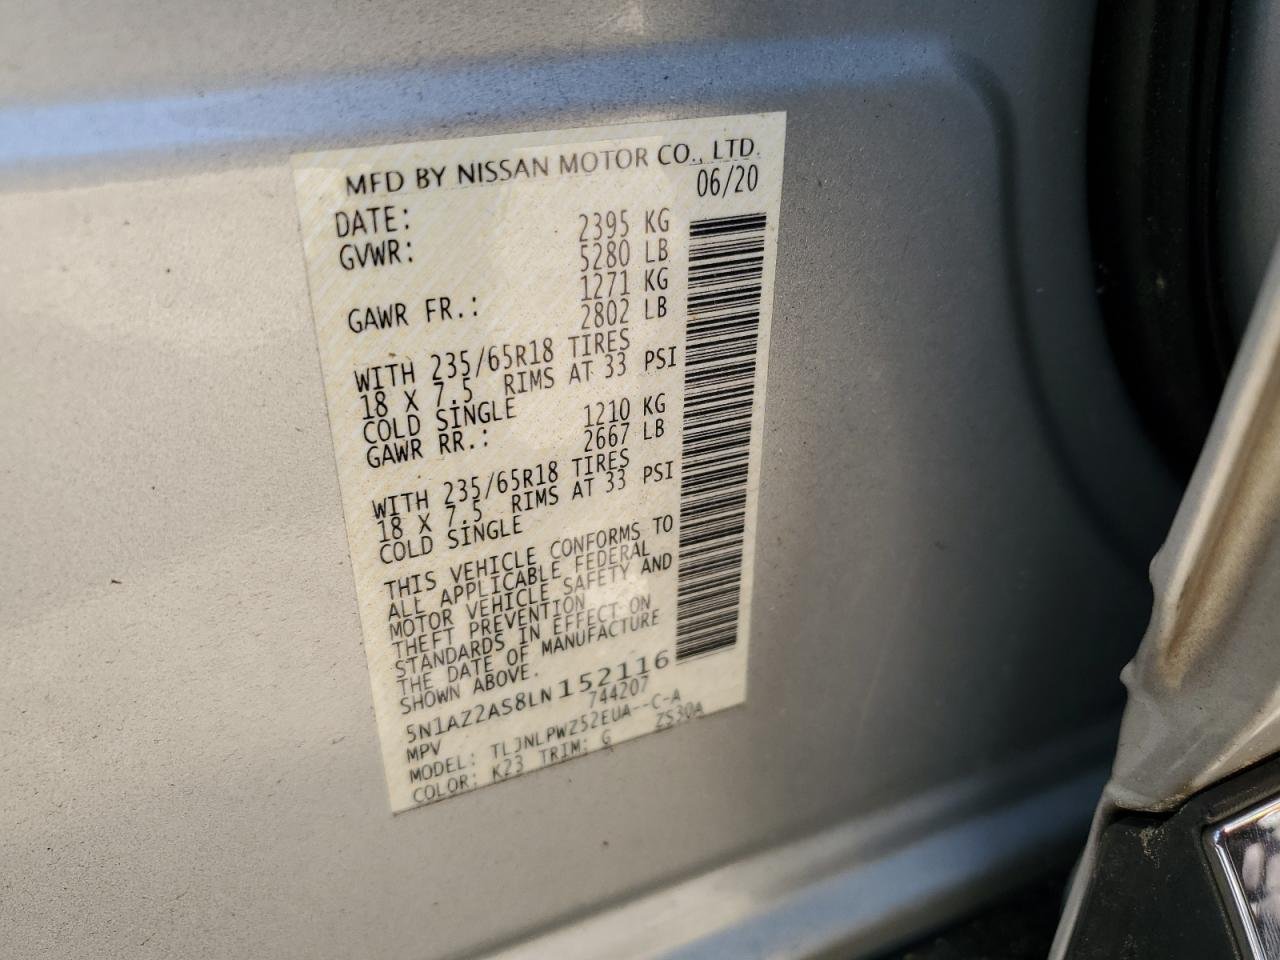 MFD BY NISSAN MOTOR CO., LTD.
DATE: 06/20
GVWR: 2395 KG
5280 LB
GAWR FR.: 1271 KG
2802 LB
WITH 235/65R18 TIRES
18 X 7.5 RIMS AT 33 PSI
COLD SINGLE
GAWR RR.: 1210 KG
2667 LB
WITH 235/65R18 TIRES
18 X 7.5 RIMS AT 33 PSI
COLD SINGLE
THIS VEHICLE CONFORMS TO
ALL APPLICABLE FEDERAL
MOTOR VEHICLE SAFETY AND
THEFT PREVENTION
STANDARDS IN EFFECT ON
THE DATE OF MANUFACTURE
SHOWN ABOVE.
5N1AZ2AS8LN152116
MPV 744207
MODEL: TLJNLPWZ52EUA--C-A
COLOR: K23 TRIM: G ZS30A